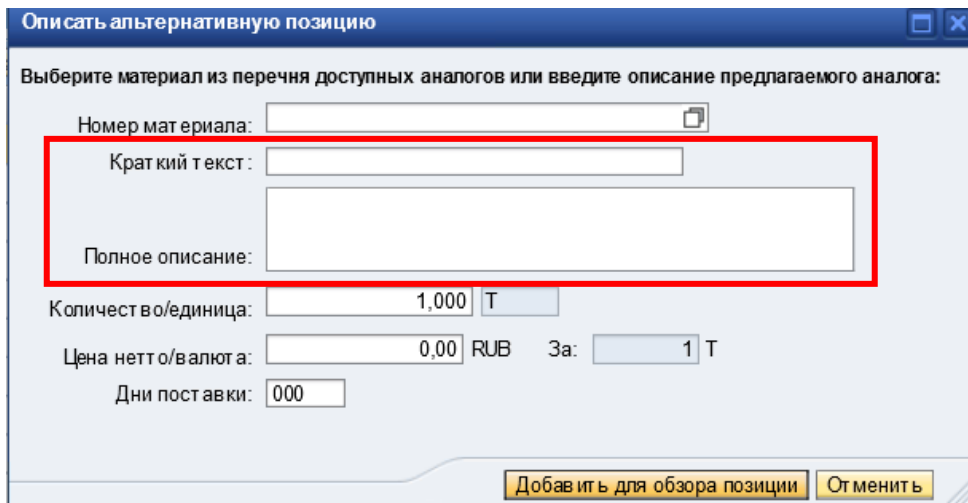 Описать альтернативную позицию
Выберите материал из перечня доступных аналогов или введите описание предлагаемого аналога:
Номер материала:
Краткий текст:
Полное описание:
Количество/единица: 1,000 T
Цена нетто/валюта: 0,00 RUB За: 1 T
Дни поставки: 000
Добавить для обзора позиции Отменить